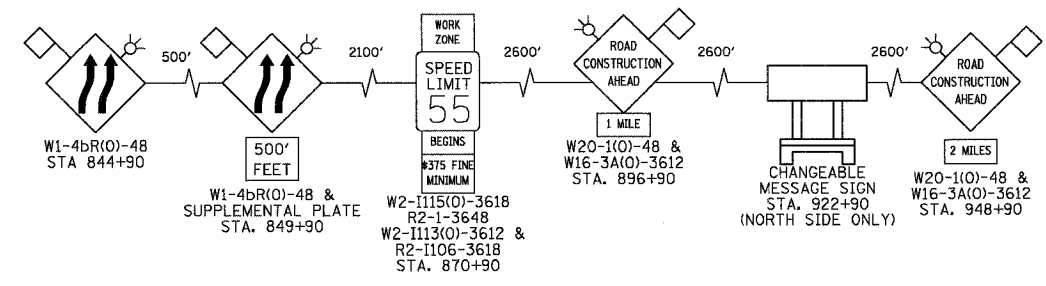 500'
2100'
2600'
2600'
2600'
W1-4bR(O)-48
STA 844+90
500'
FEET
W1-4bR(O)-48 &
SUPPLEMENTAL PLATE
STA. 849+90
WORK
ZONE
SPEED
LIMIT
55
BEGINS
$375 FINE
MINIMUM
W2-I115(O)-3618
R2-1-3648
W2-I113(O)-3612 &
R2-I106-3618
STA. 870+90
ROAD
CONSTRUCTION
AHEAD
1 MILE
W20-1(O)-48 &
W16-3A(O)-3612
STA. 896+90
CHANGEABLE
MESSAGE SIGN
STA. 922+90
(NORTH SIDE ONLY)
ROAD
CONSTRUCTION
AHEAD
2 MILES
W20-1(O)-48 &
W16-3A(O)-3612
STA. 948+90